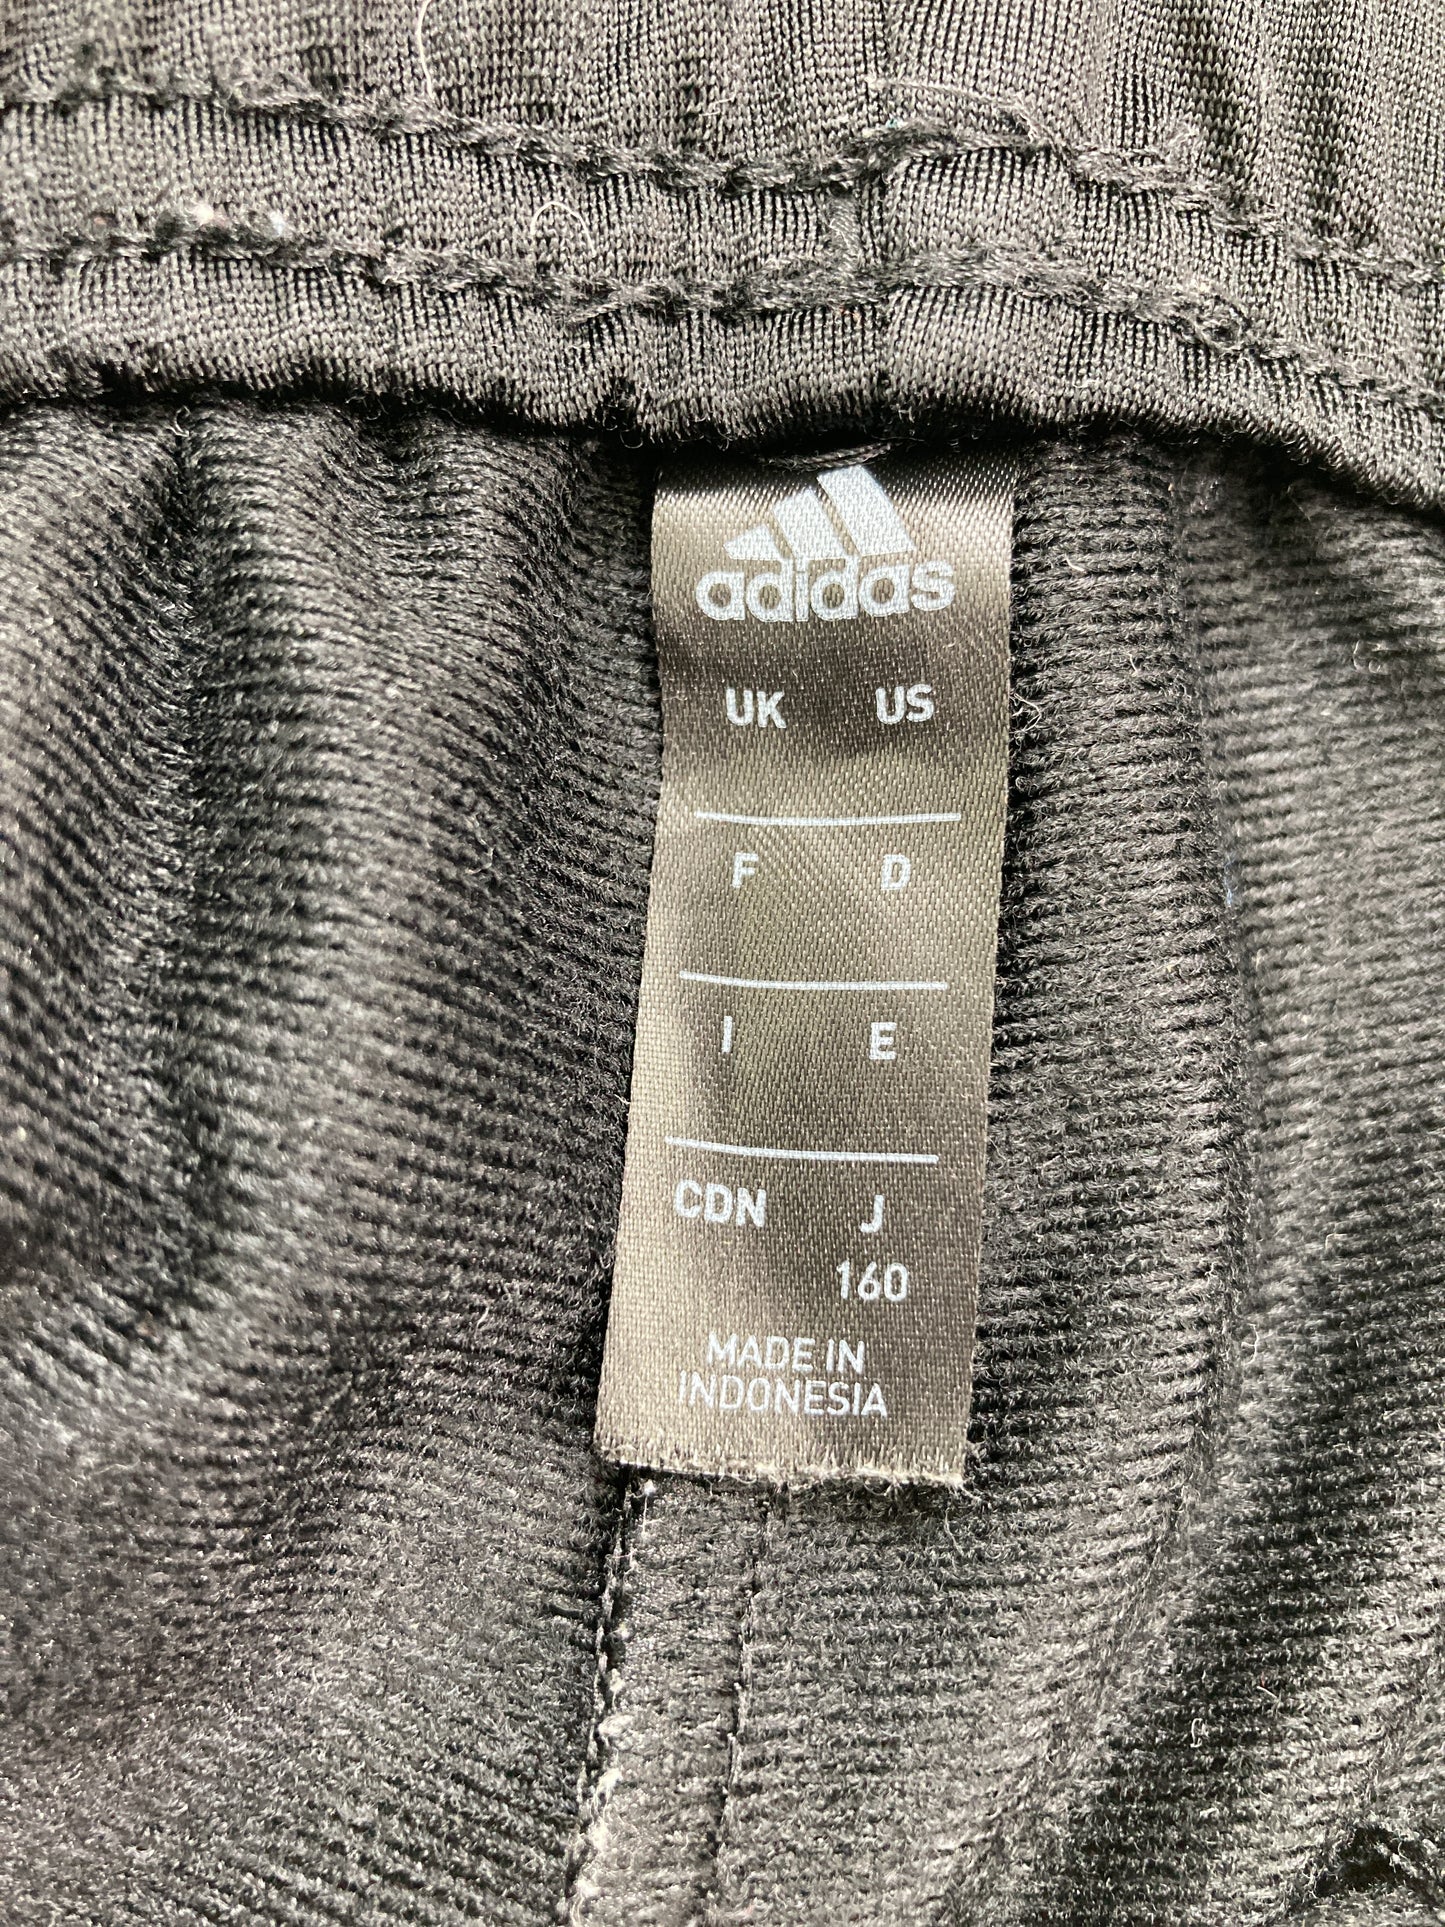 adidas
UK US
F D
I E
CDN J
160
MADE IN
INDONESIA